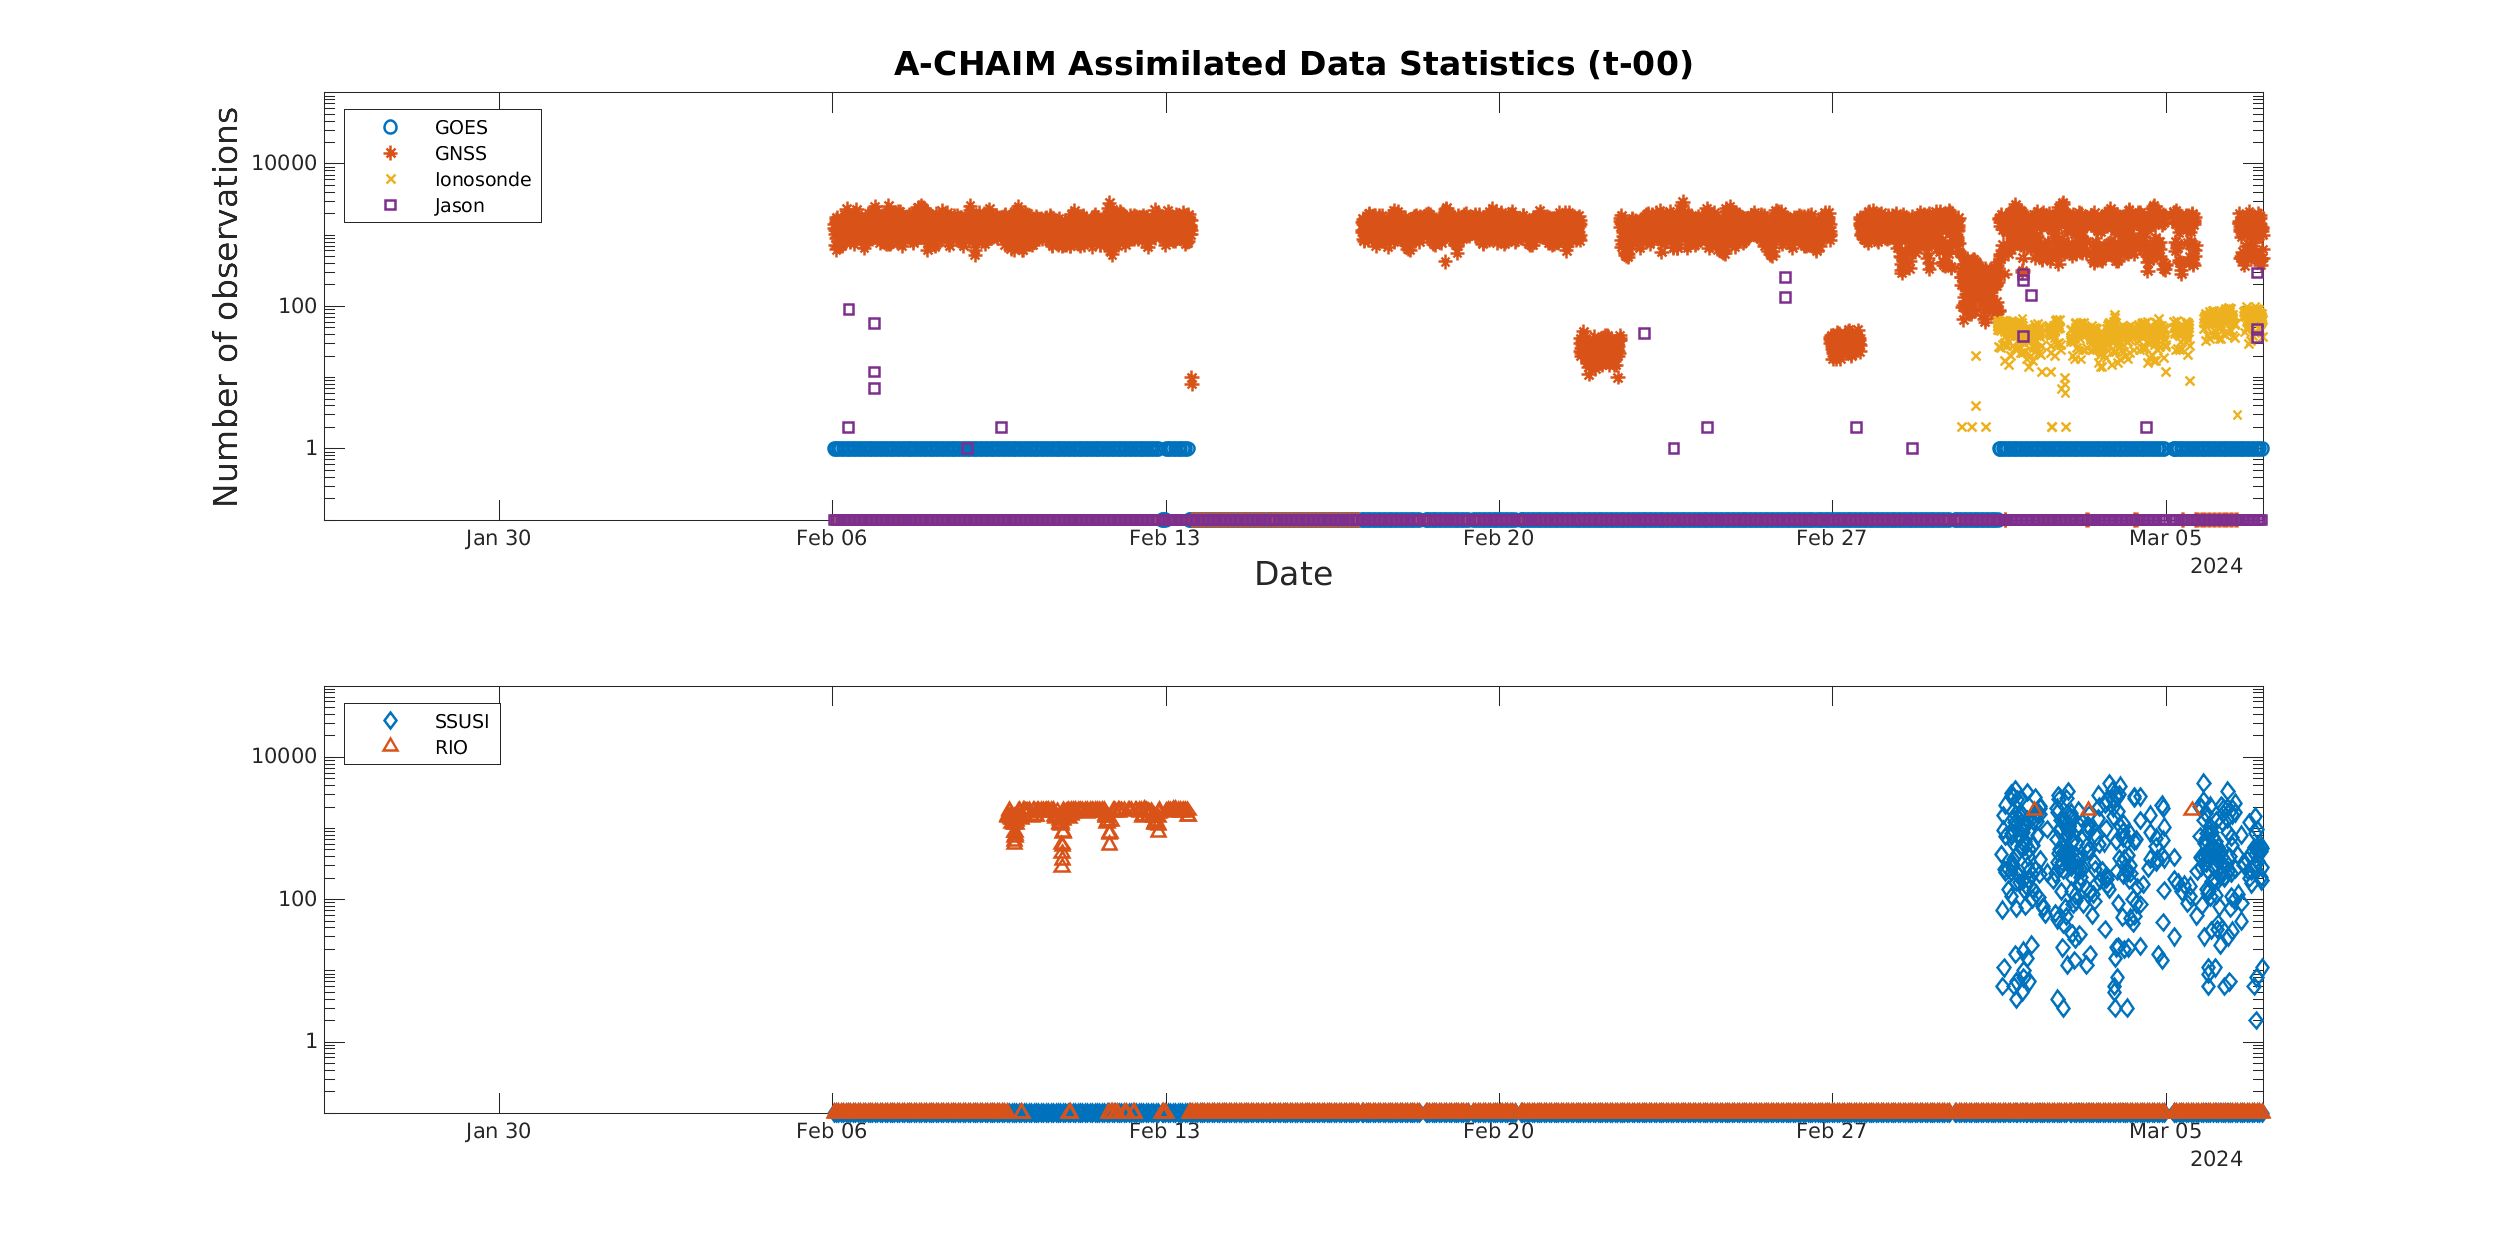 A-CHAIM Assimilated Data Statistics (t-00)
Number of observations
10000
100
1
GOES
GNSS
Ionosonde
Jason
Jan 30
Feb 06
Feb 13
Feb 20
Feb 27
Mar 05
2024
Date
10000
100
1
SSUSI
RIO
Jan 30
Feb 06
Feb 13
Feb 20
Feb 27
Mar 05
2024